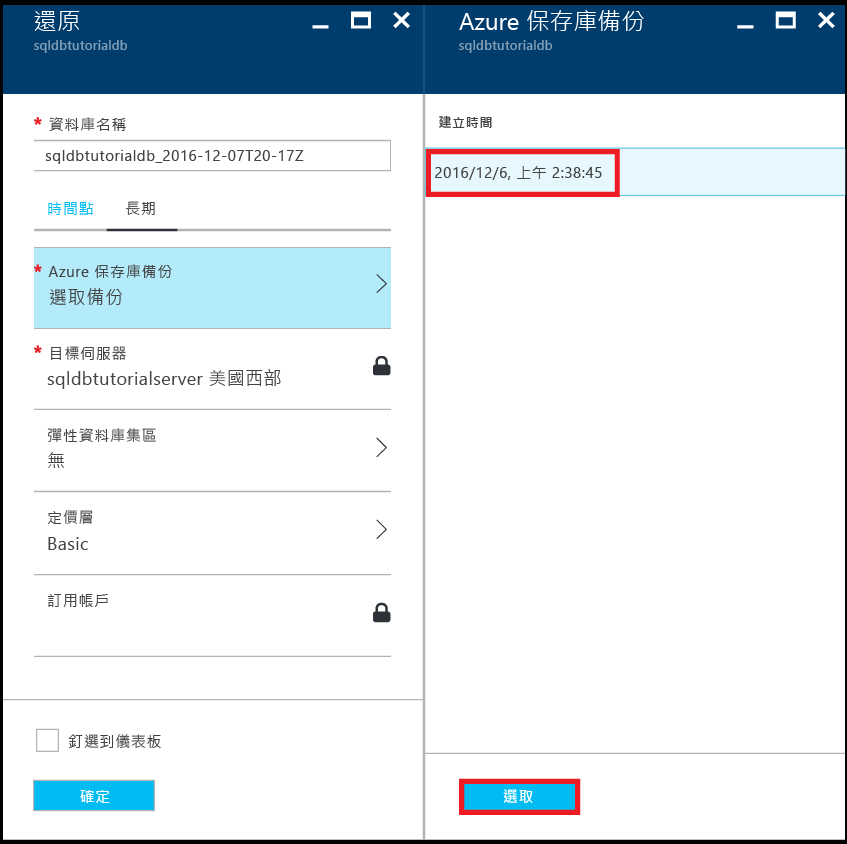 還原
sqldbtutorialdb
* 資料庫名稱
sqldbtutorialdb_2016-12-07T20-17Z
時間點 長期
* Azure 保存庫備份
選取備份
* 目標伺服器
sqldbtutorialserver 美國西部
彈性資料庫集區
無
定價層
Basic
訂用帳戶
釘選到儀表板
確定
Azure 保存庫備份
sqldbtutorialdb
建立時間
2016/12/6, 上午 2:38:45
選取